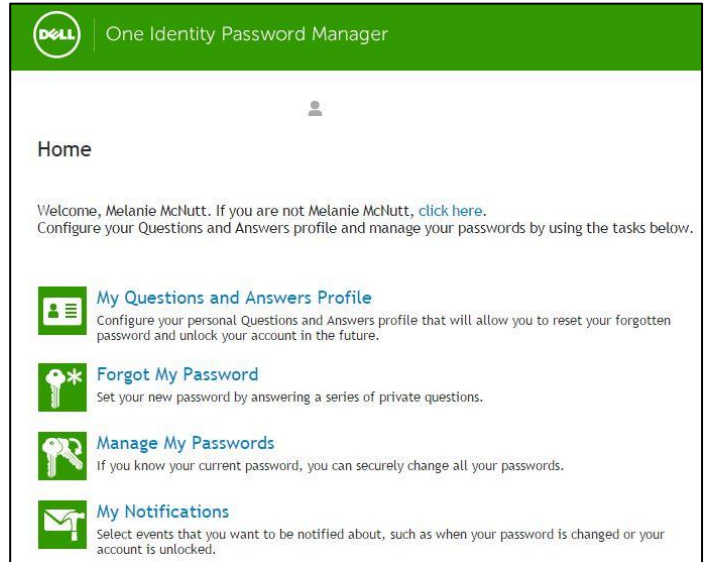 DELL
One Identity Password Manager
Home
Welcome, Melanie McNutt. If you are not Melanie McNutt, click here.
Configure your Questions and Answers profile and manage your passwords by using the tasks below.
My Questions and Answers Profile
Configure your personal Questions and Answers profile that will allow you to reset your forgotten
password and unlock your account in the future.
Forgot My Password
Set your new password by answering a series of private questions.
Manage My Passwords
If you know your current password, you can securely change all your passwords.
My Notifications
Select events that you want to be notified about, such as when your password is changed or your
account is unlocked.